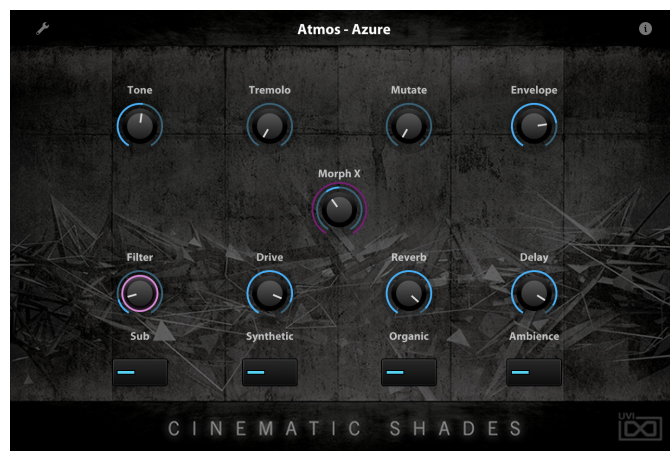 Atmos - Azure
Tone Tremolo Mutate Envelope
Morph X
Filter Drive Reverb Delay
Sub Synthetic Organic Ambience
CINEMATIC SHADES
UVI